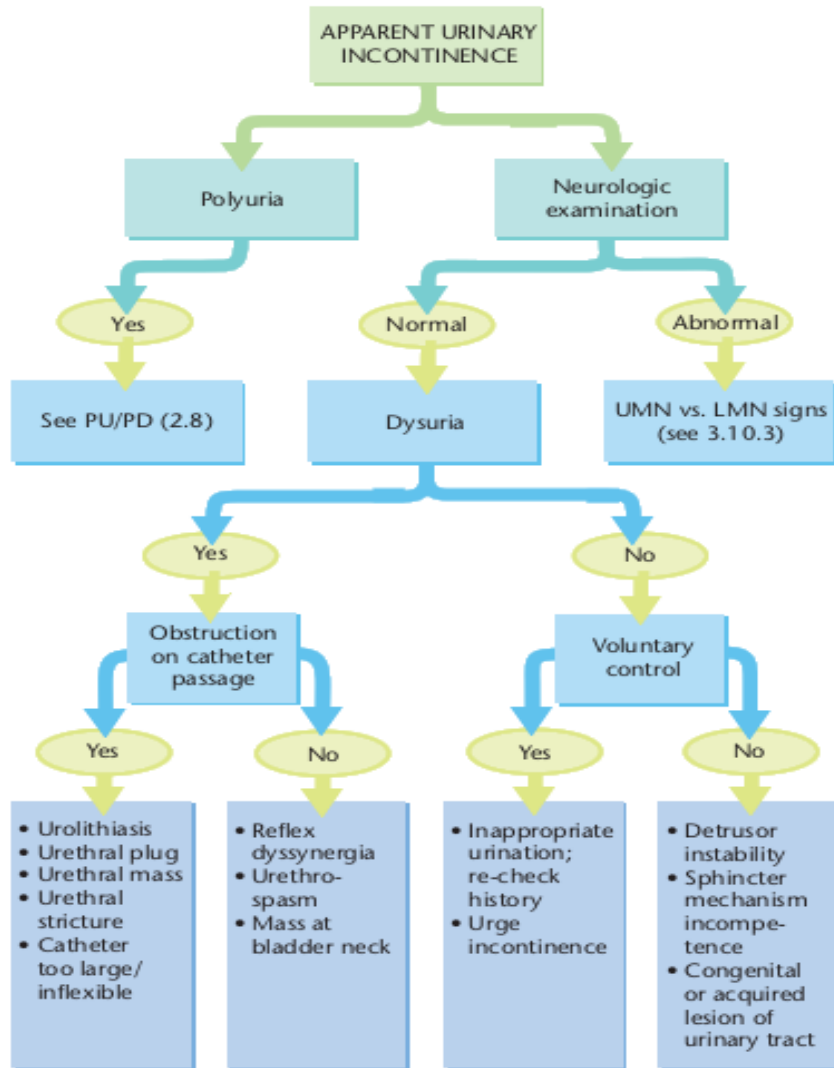 APPARENT URINARY
INCONTINENCE
Polyuria
Neurologic
examination
Yes
Normal
Abnormal
See PU/PD (2.8)
Dysuria
UMN vs. LMN signs
(see 3.10.3)
Yes
No
Obstruction
on catheter
passage
Voluntary
control
Yes
No
Yes
No
• Urolithiasis
• Urethral plug
• Urethral mass
• Urethral
stricture
• Catheter
too large/
inflexible
• Reflex
dyssynergia
• Urethro-
spasm
• Mass at
bladder neck
• Inappropriate
urination;
re-check
history
• Urge
incontinence
• Detrusor
instability
• Sphincter
mechanism
incompe-
tence
• Congenital
or acquired
lesion of
urinary tract